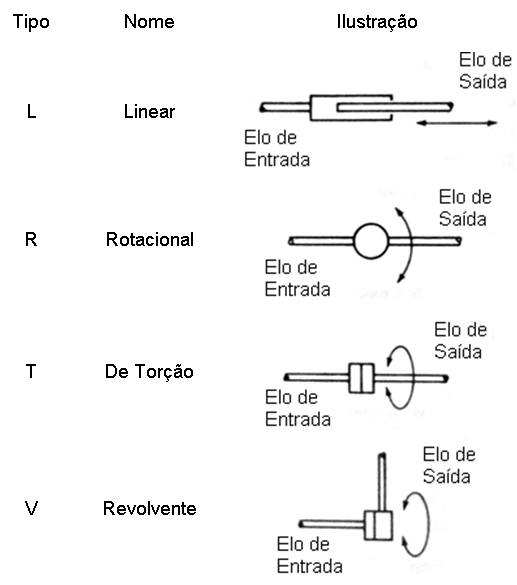 Tipo Nome Ilustração
Elo de
Saída
L Linear
Elo de
Entrada
Elo de
Saída
R Rotacional
Elo de
Entrada
Elo de
Saída
T De Torção
Elo de
Entrada
Elo de
Saída
V Revolvente
Elo de
Entrada